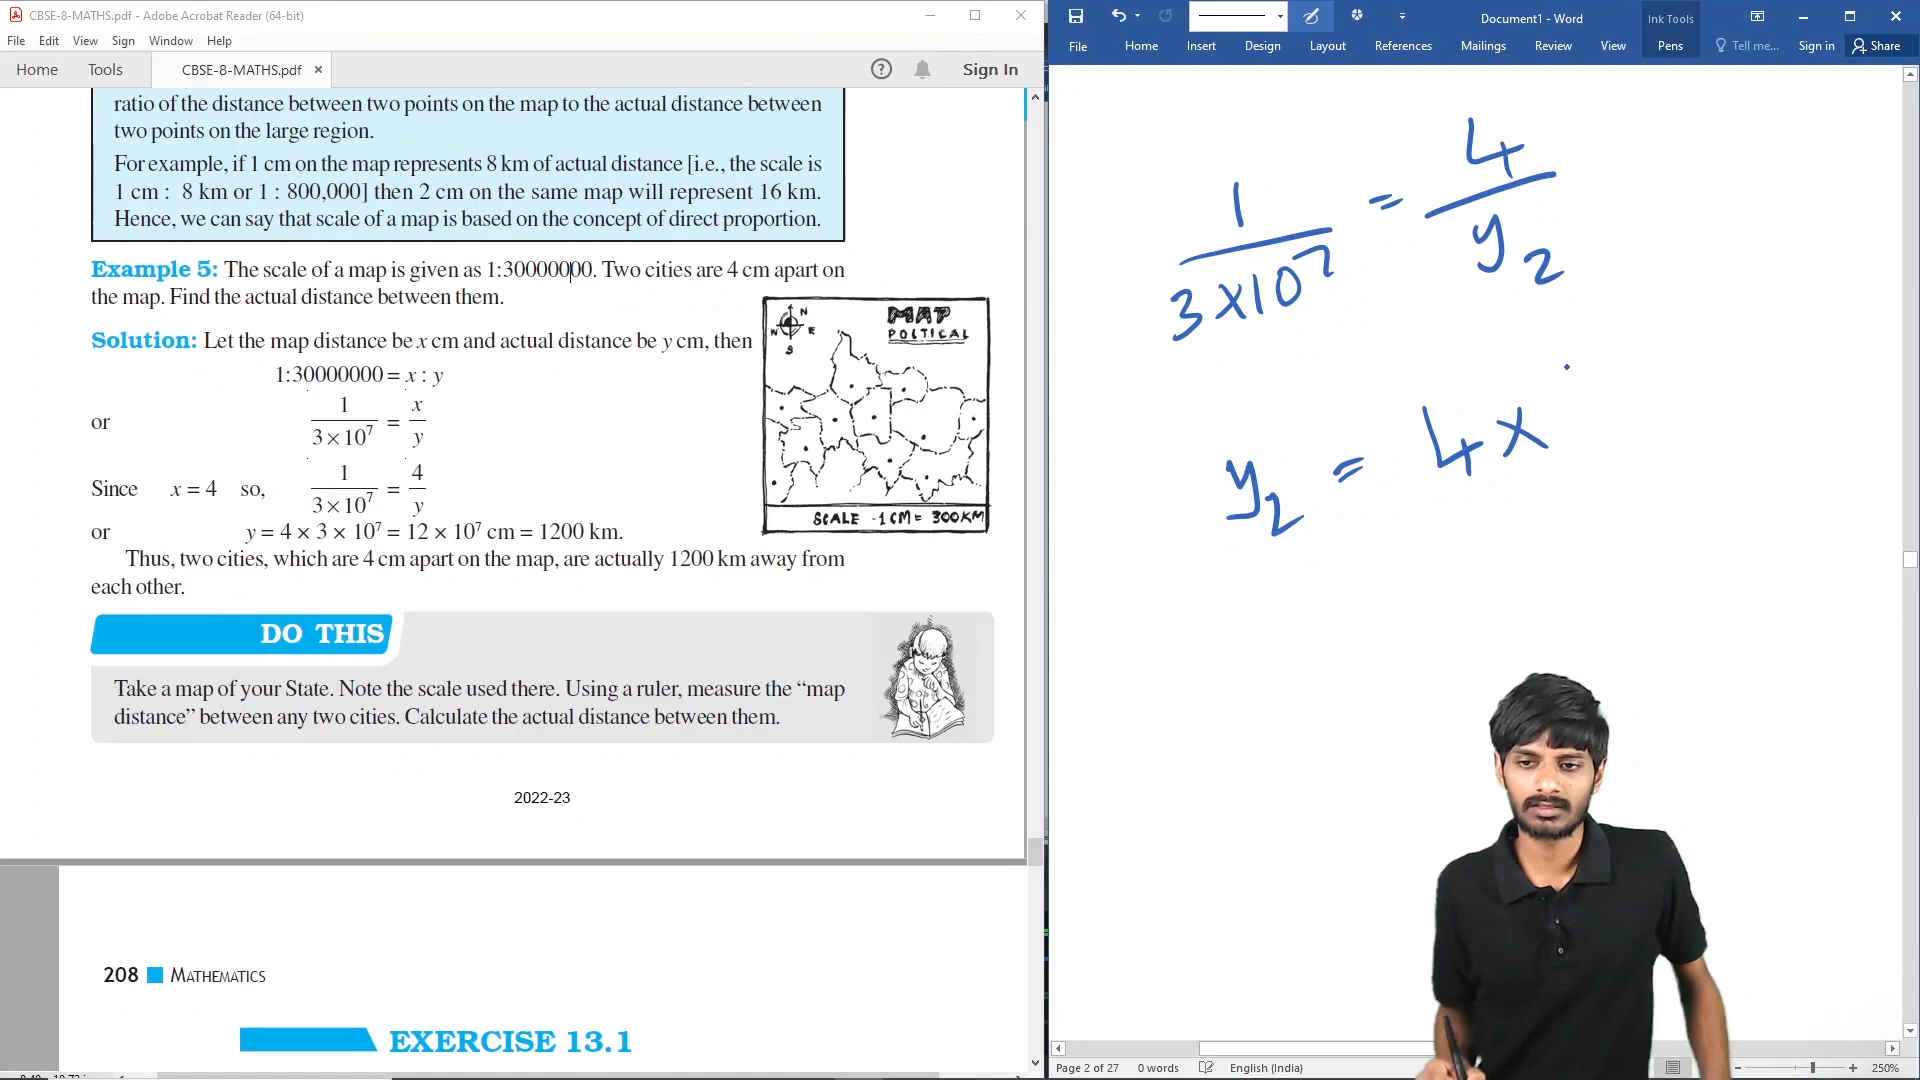 CBSE-8-MATHS.pdf - Adobe Acrobat Reader (64-bit)
File Edit View Sign Window Help
Home Tools CBSE-8-MATHS.pdf × Sign In
ratio of the distance between two points on the map to the actual distance between
two points on the large region.
For example, if 1 cm on the map represents 8 km of actual distance [i.e., the scale is
1 cm : 8 km or 1 : 800,000] then 2 cm on the same map will represent 16 km.
Hence, we can say that scale of a map is based on the concept of direct proportion.
Example 5: The scale of a map is given as 1:30000000. Two cities are 4 cm apart on
the map. Find the actual distance between them.
Solution: Let the map distance be x cm and actual distance be y cm, then
1:30000000 = x : y
or 1/3 × 10⁷ = x/y
Since x = 4 so, 1/3 × 10⁷ = 4/y
or y = 4 × 3 × 10⁷ = 12 × 10⁷ cm = 1200 km.
Thus, two cities, which are 4 cm apart on the map, are actually 1200 km away from
each other.
MAP
POLTICAL
N
W E
S
SCALE -1 CM = 300KM
DO THIS
Take a map of your State. Note the scale used there. Using a ruler, measure the “map
distance” between any two cities. Calculate the actual distance between them.
2022-23
208 MATHEMATICS
EXERCISE 13.1
Document1 - Word
Ink Tools
File Home Insert Design Layout References Mailings Review View Pens Tell me... Sign in Share
1/3×10⁷ = 4/y₂
y₂ = 4×
Page 2 of 27 0 words English (India) 250%